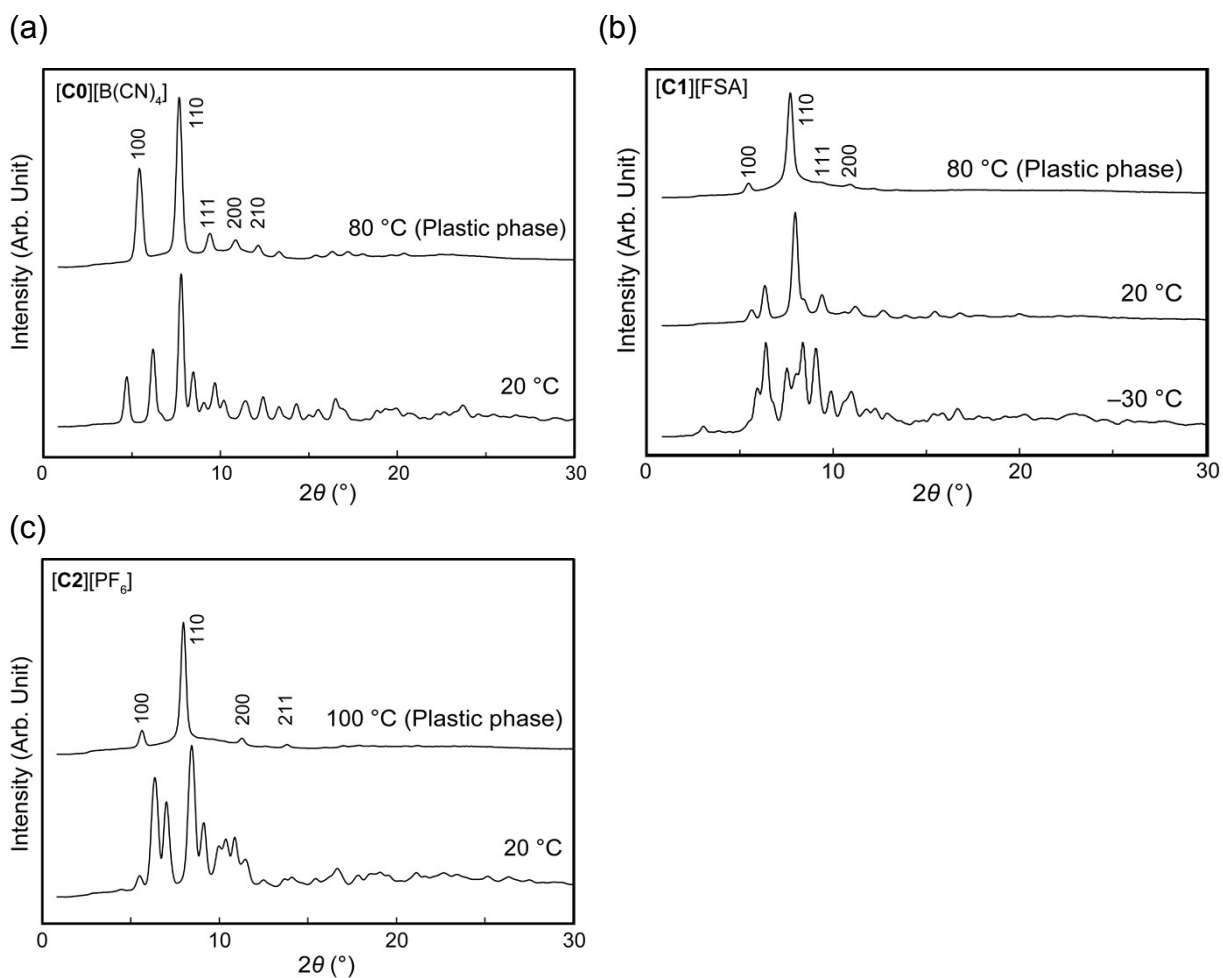 (a)
[C0][B(CN)₄]
100
110
111
200
210
80 °C (Plastic phase)
20 °C
Intensity (Arb. Unit)
0
10
20
30
2θ (°)
(b)
[C1][FSA]
100
110
111
200
80 °C (Plastic phase)
20 °C
–30 °C
Intensity (Arb. Unit)
0
10
20
30
2θ (°)
(c)
[C2][PF₆]
100
110
200
211
100 °C (Plastic phase)
20 °C
Intensity (Arb. Unit)
0
10
20
30
2θ (°)